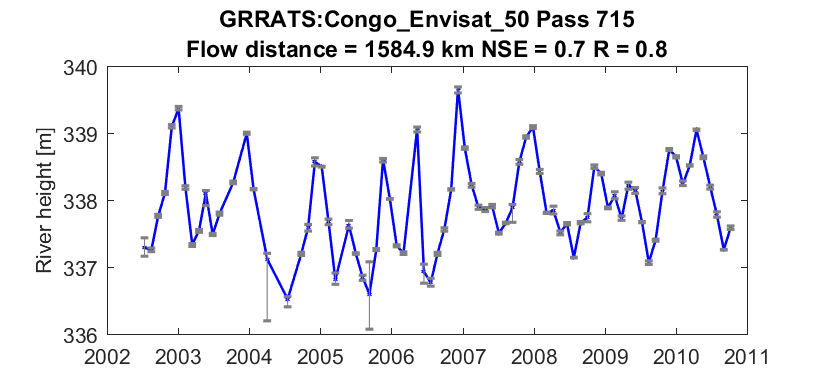 GRRATS:Congo_Envisat_50 Pass 715
Flow distance = 1584.9 km NSE = 0.7 R = 0.8
340
339
338
337
336
River height [m]
2002 2003 2004 2005 2006 2007 2008 2009 2010 2011